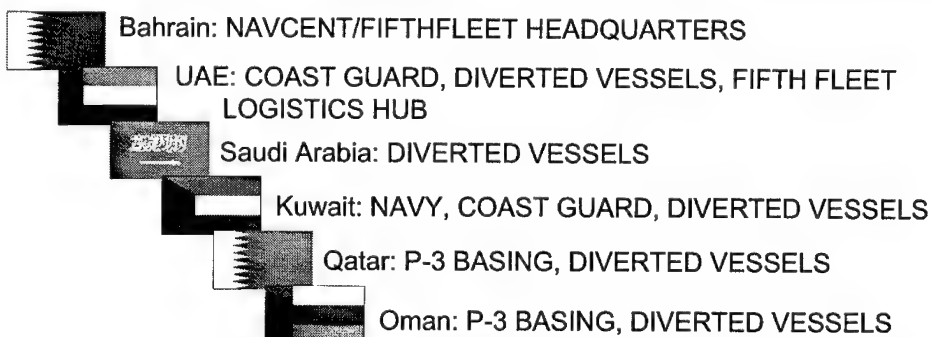 Bahrain: NAVCENT/FIFTHFLEET HEADQUARTERS
UAE: COAST GUARD, DIVERTED VESSELS, FIFTH FLEET
LOGISTICS HUB
Saudi Arabia: DIVERTED VESSELS
Kuwait: NAVY, COAST GUARD, DIVERTED VESSELS
Qatar: P-3 BASING, DIVERTED VESSELS
Oman: P-3 BASING, DIVERTED VESSELS